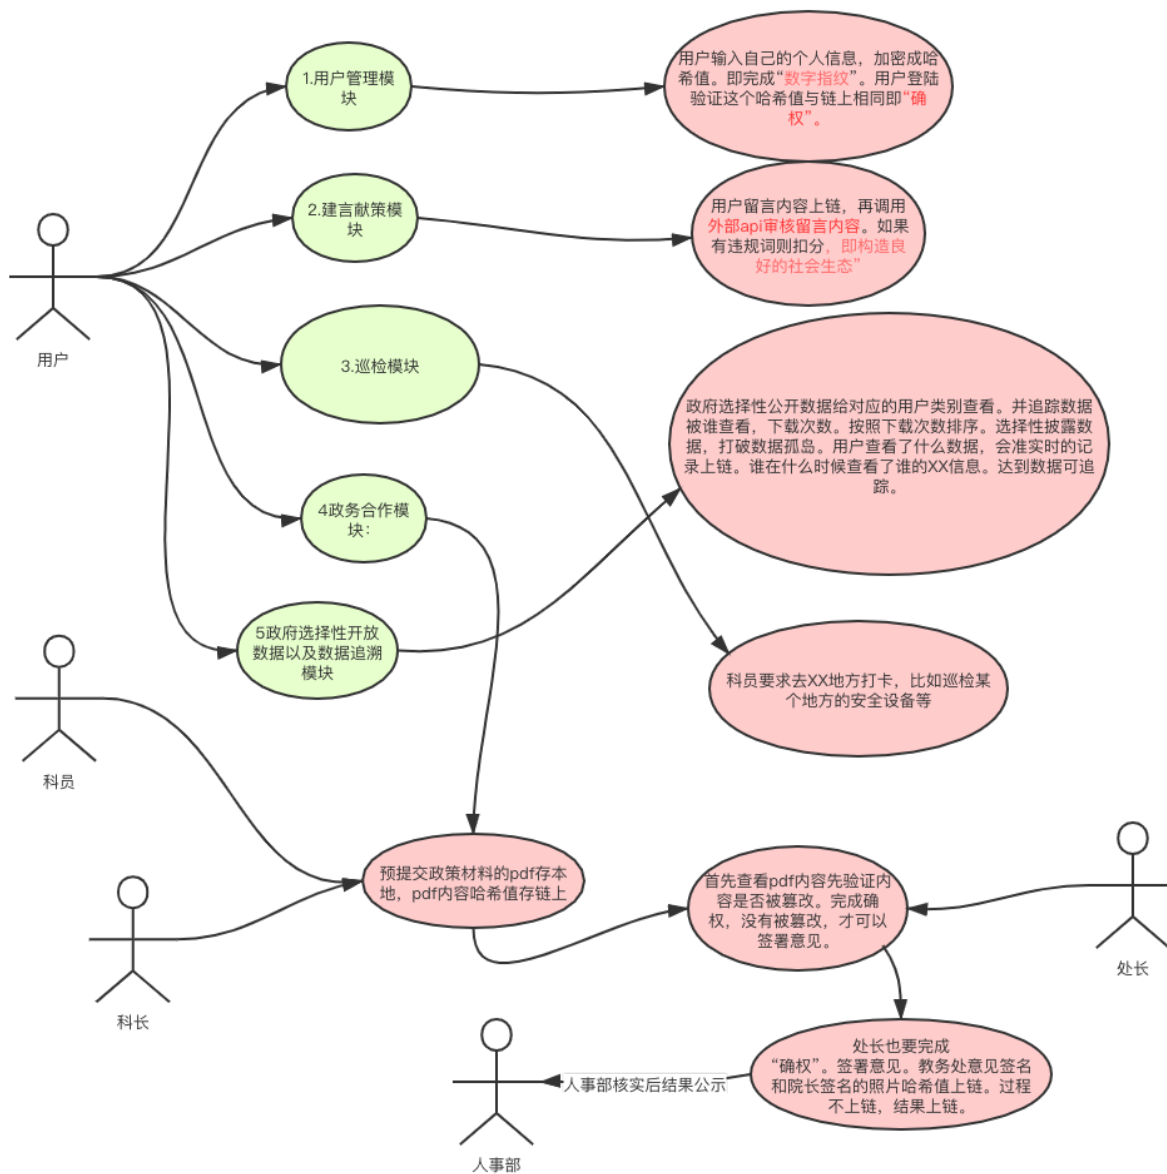 1.用户管理模
块
用户输入自己的个人信息，加密成哈
希值。即完成“数字指纹”。用户登陆
验证这个哈希值与链上相同即“确
权”。
2.建言献策模
块
用户留言内容上链，再调用
外部api审核留言内容。如果
有违规词则扣分，即构造良
好的社会生态”
用户
3.巡检模块
政府选择性公开数据给对应的用户类别查看。并追踪数据
被谁查看，下载次数。按照下载次数排序。选择性披露数
据，打破数据孤岛。用户查看了什么数据，会准实时的记
录上链。谁在什么时候查看了谁的XX信息。达到数据可追
踪。
4政务合作模
块：
5政府选择性开放
数据以及数据追溯
模块
科员要求去XX地方打卡，比如巡检某
个地方的安全设备等
科员
预提交政策材料的pdf存本
地，pdf内容哈希值存链上
首先查看pdf内容先验证内
容是否被篡改。完成确
权，没有被篡改，才可以
签署意见。
处长
科长
处长也要完成
“确权”。签署意见。教务处意见签名
和院长签名的照片哈希值上链。过程
不上链，结果上链。
人事部核实后结果公示
人事部